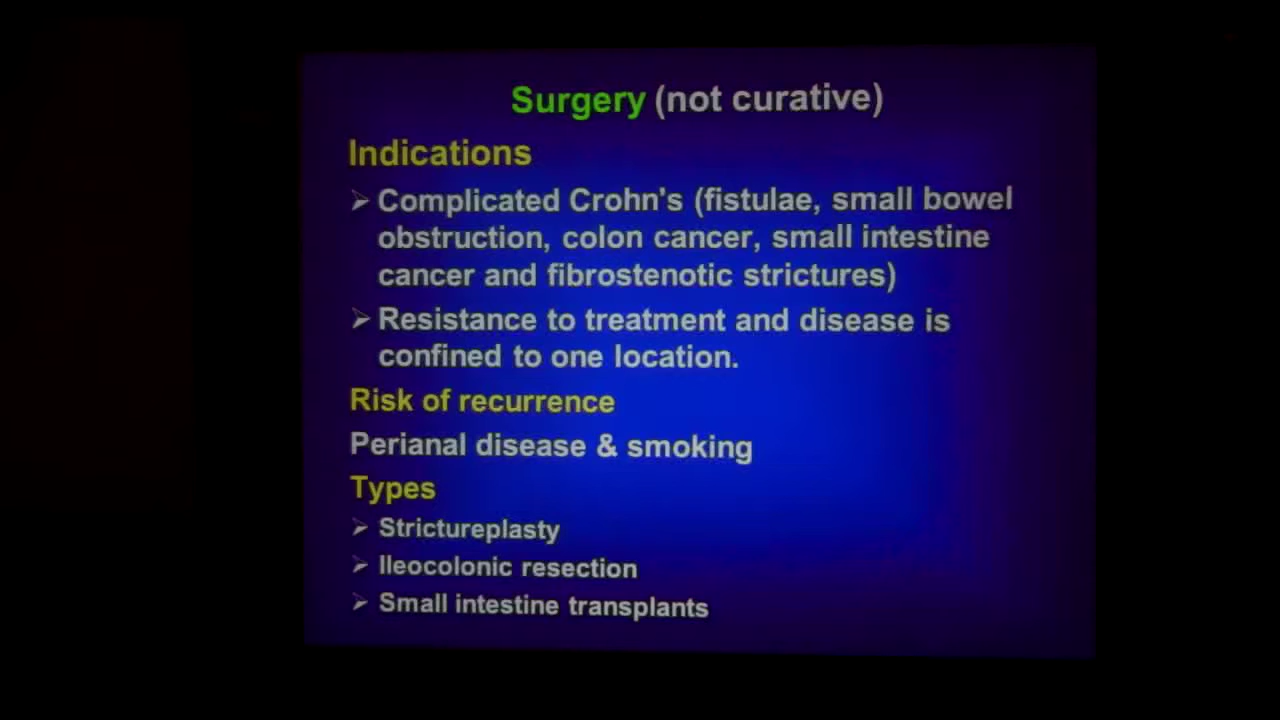 Surgery (not curative)
Indications
➢ Complicated Crohn's (fistulae, small bowel
obstruction, colon cancer, small intestine
cancer and fibrostenotic strictures)
➢ Resistance to treatment and disease is
confined to one location.
Risk of recurrence
Perianal disease & smoking
Types
➢ Strictureplasty
➢ Ileocolonic resection
➢ Small intestine transplants